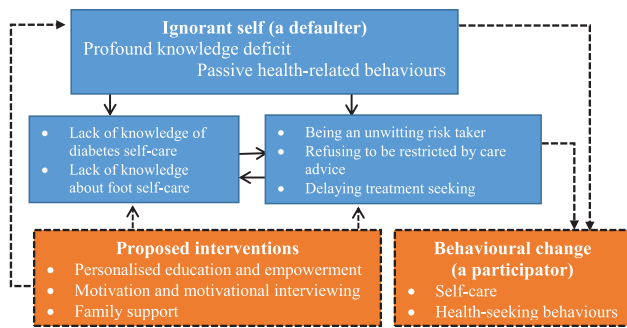 Ignorant self (a defaulter)
Profound knowledge deficit
Passive health-related behaviours
• Lack of knowledge of
diabetes self-care
• Lack of knowledge
about foot self-care
• Being an unwitting risk taker
• Refusing to be restricted by care
advice
• Delaying treatment seeking
Proposed interventions
• Personalised education and empowerment
• Motivation and motivational interviewing
• Family support
Behavioural change
(a participator)
• Self-care
• Health-seeking behaviours